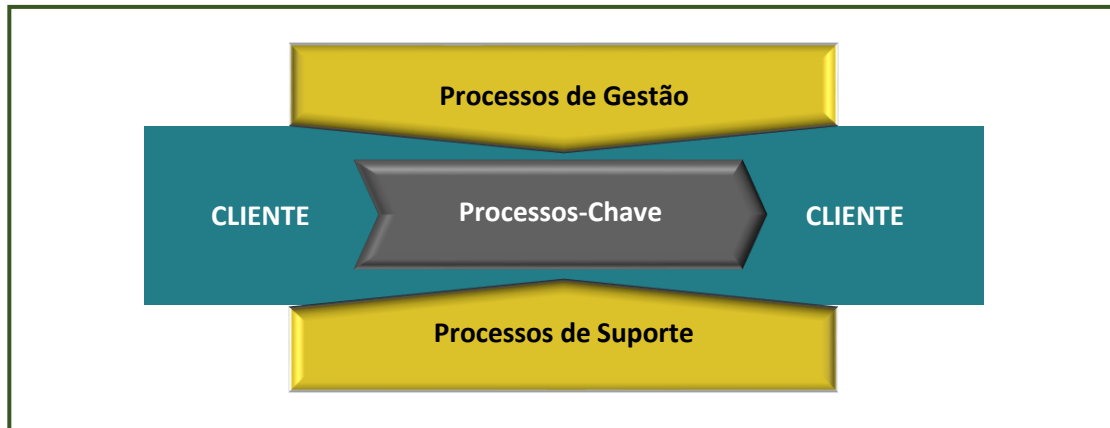 Processos de Gestão
CLIENTE
Processos-Chave
CLIENTE
Processos de Suporte